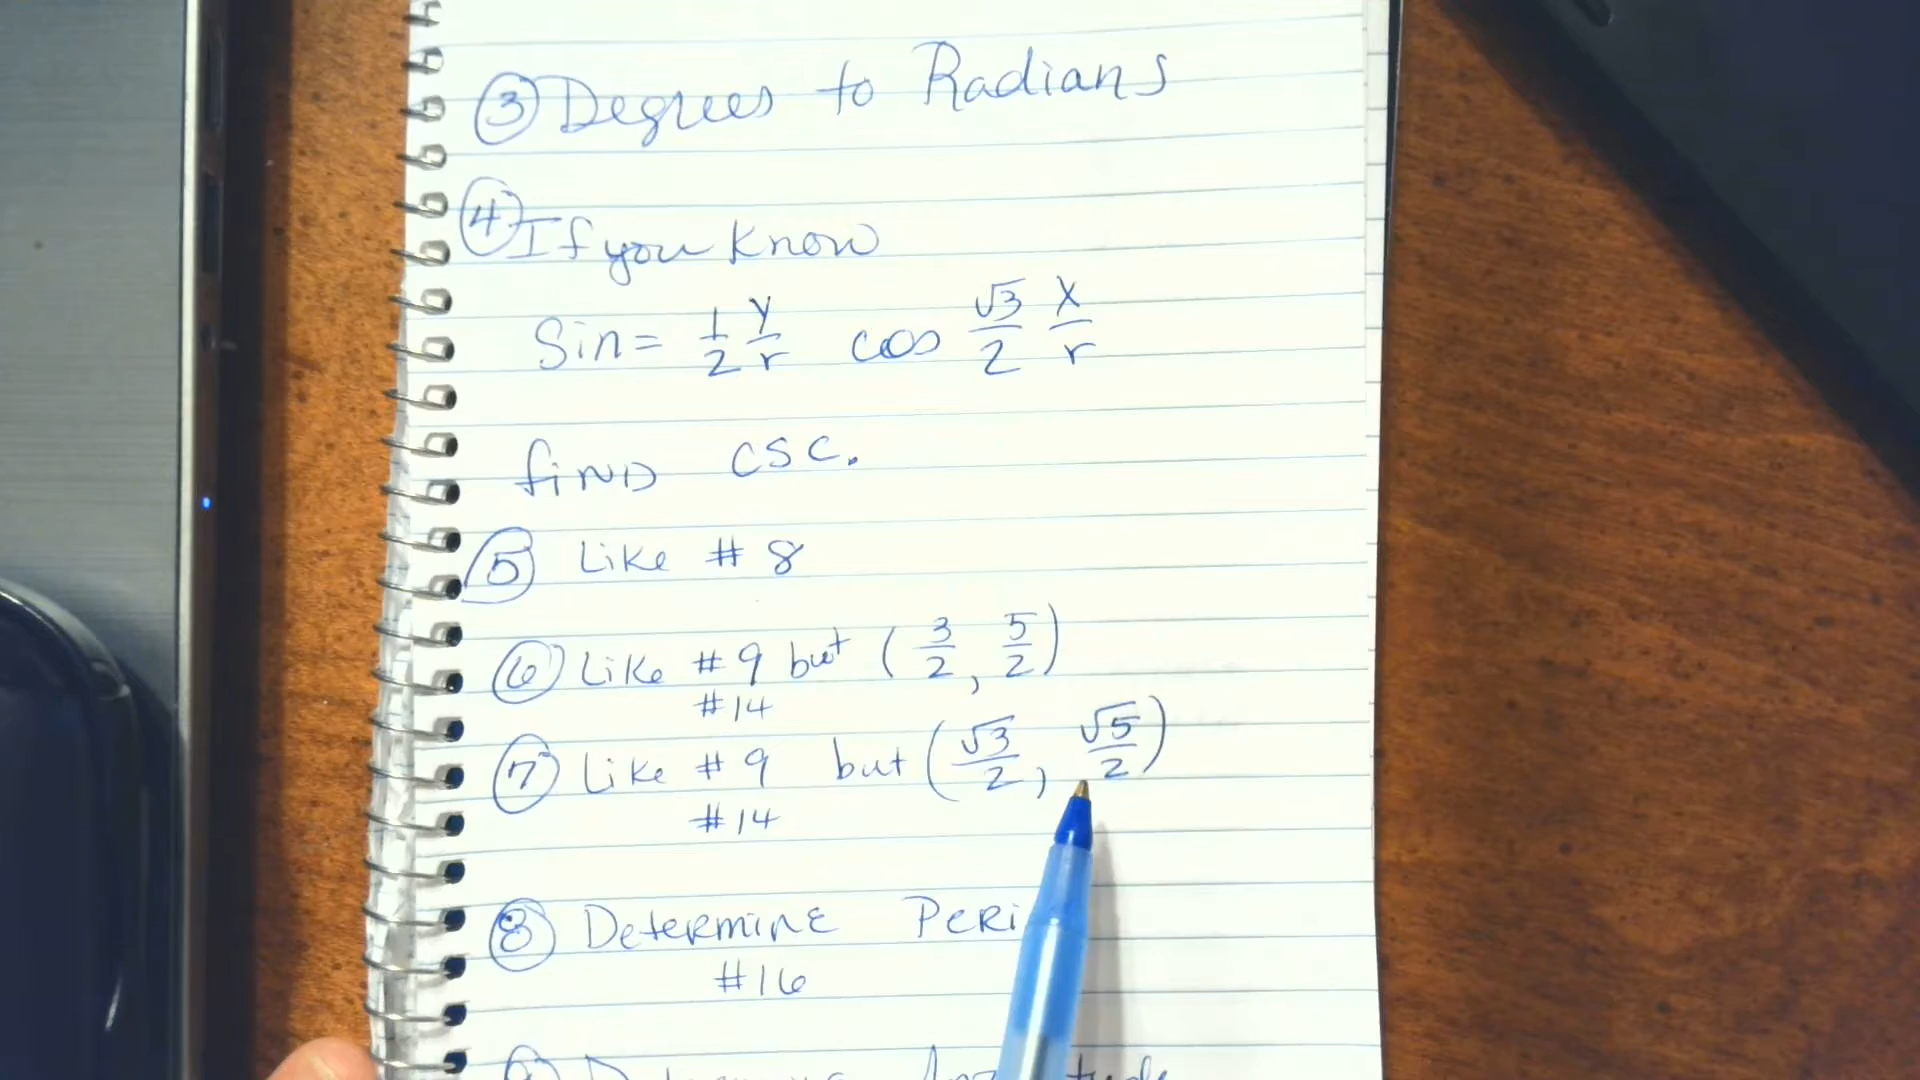 ③ Degrees to Radians
④ If you know
Sin = 1/2 y/r cos √3/2 x/r
find csc.
⑤ Like # 8
⑥ Like # 9 but (3/2, 5/2)
#14
⑦ Like # 9 but (√3/2, √5/2)
#14
⑧ Determine Peri
#16